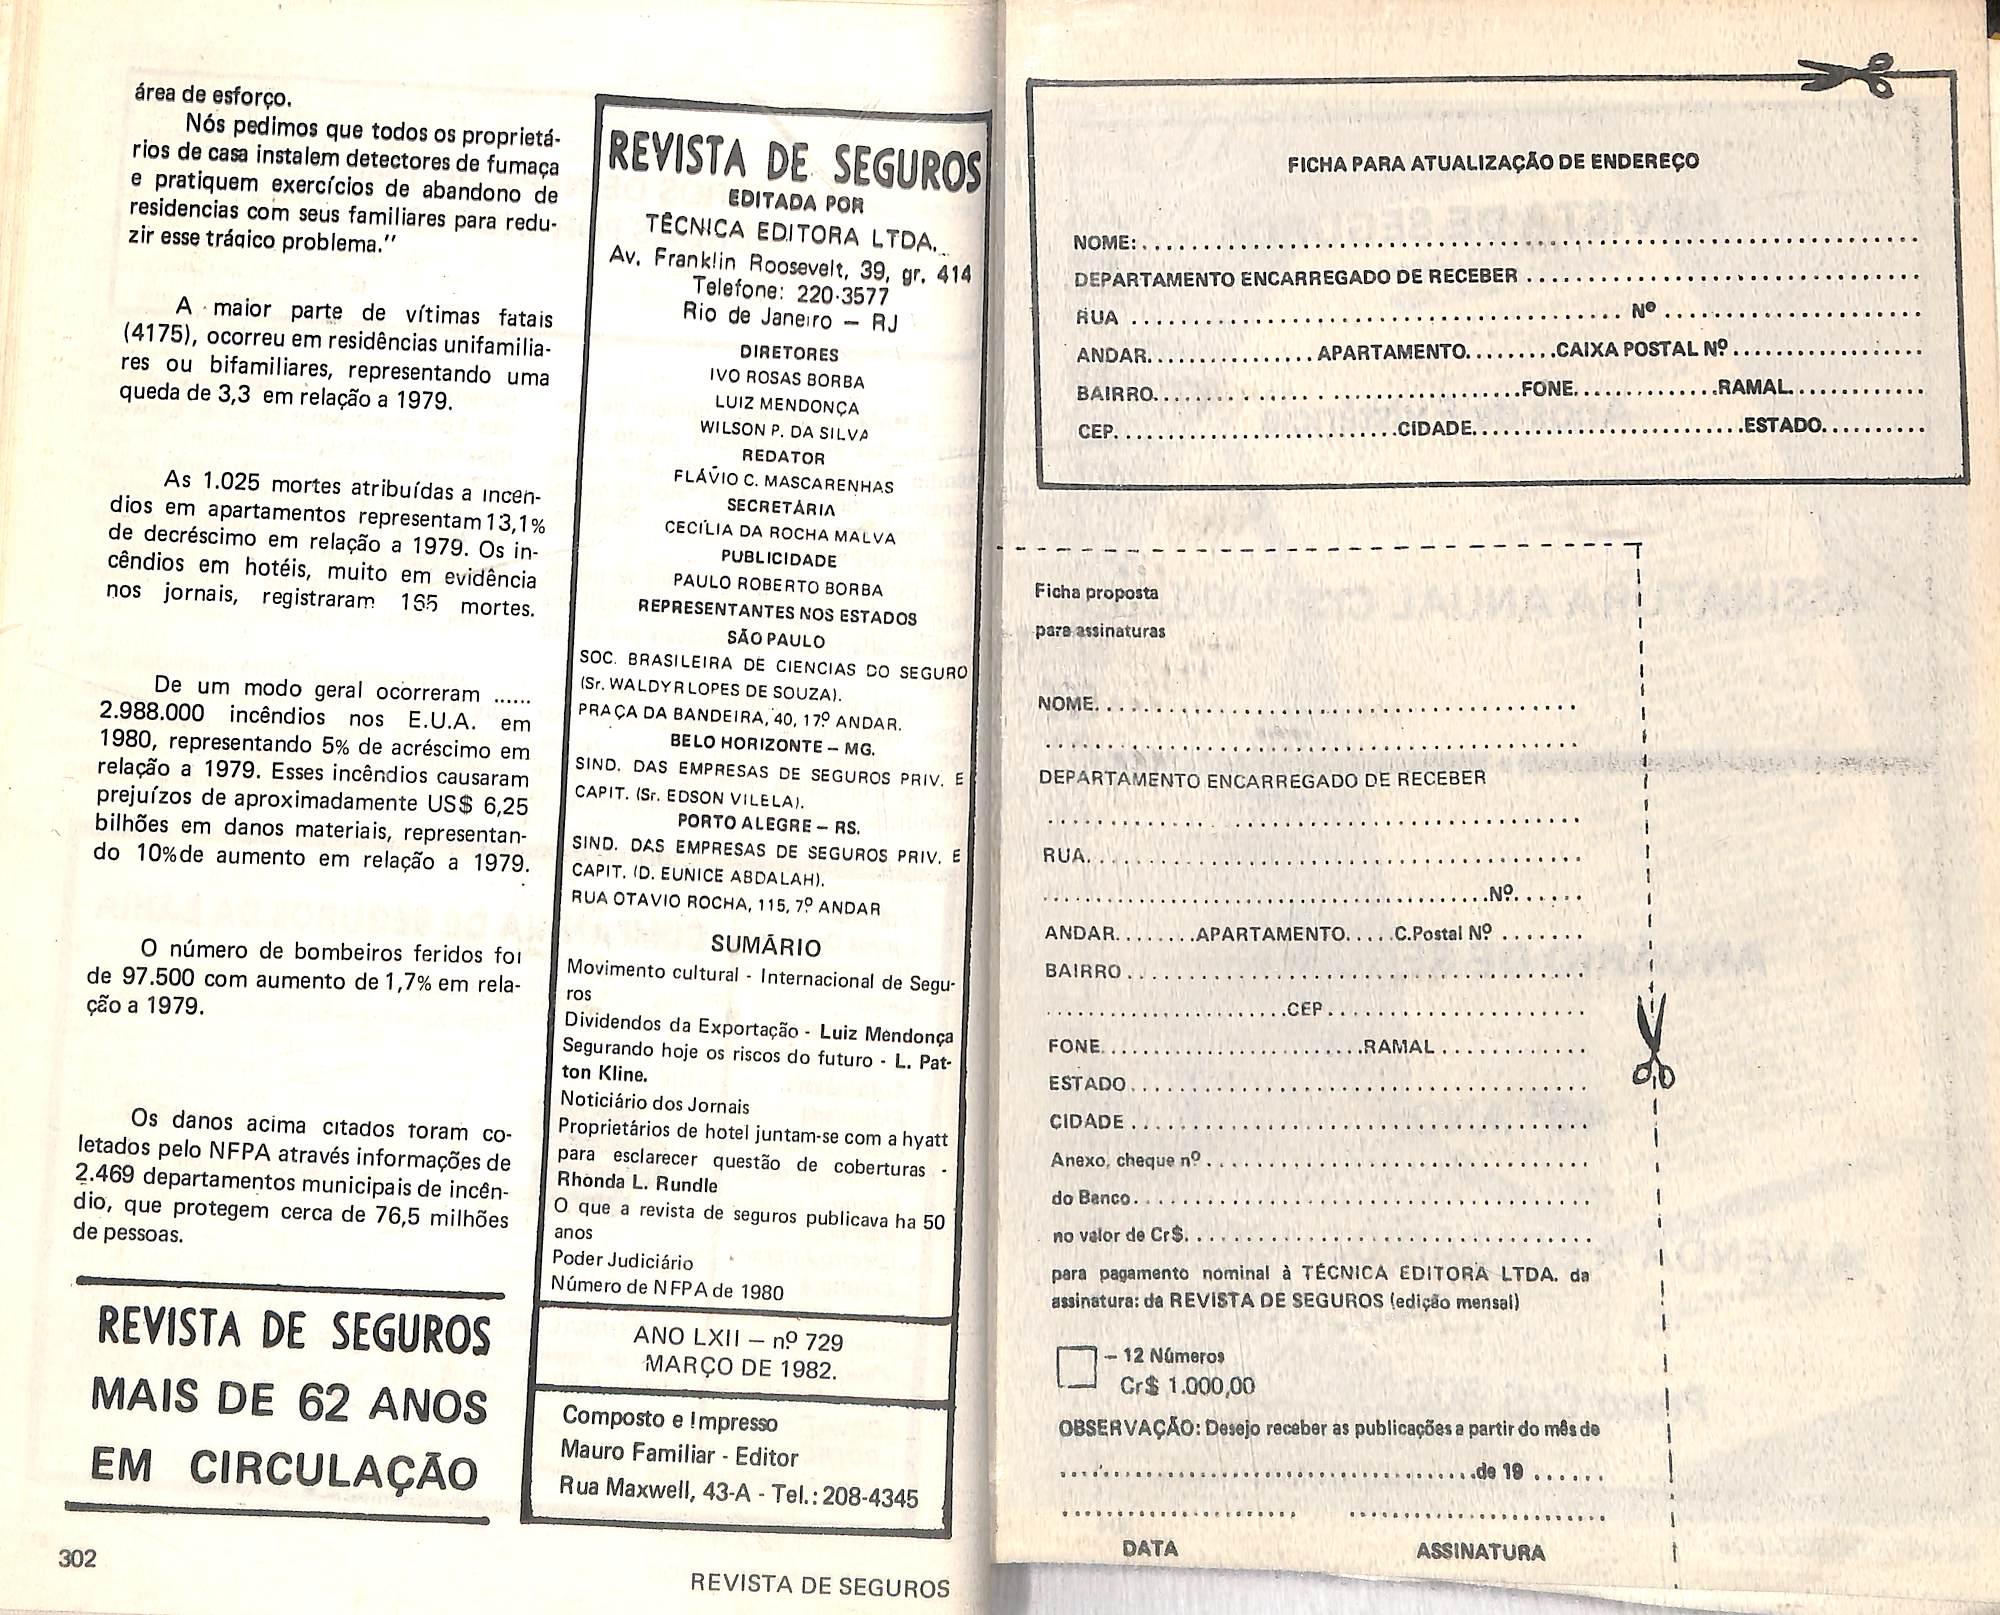 área de esforço.
Nós pedimos que todos os proprietá-
rios de casa instalem detectores de fumaça
e pratiquem exercícios de abandono de
residencias com seus familiares para redu-
zir esse trágico problema."
A maior parte de vítimas fatais
(4175), ocorreu em residências unifamilia-
res ou bifamiliares, representando uma
queda de 3,3 em relação a 1979.
As 1.025 mortes atribuídas a incên-
dios em apartamentos representam 13,1%
de decréscimo em relação a 1979. Os in-
cêndios em hotéis, muito em evidência
nos jornais, registraram 165 mortes.
De um modo geral ocorreram ......
2.988.000 incêndios nos E.U.A. em
1980, representando 5% de acréscimo em
relação a 1979. Esses incêndios causaram
prejuízos de aproximadamente US$ 6,25
bilhões em danos materiais, representan-
do 10%de aumento em relação a 1979.
O número de bombeiros feridos foi
de 97.500 com aumento de 1,7% em rela-
ção a 1979.
Os danos acima citados foram co-
letados pelo NFPA através informações de
2.469 departamentos municipais de incên-
dio, que protegem cerca de 76,5 milhões
de pessoas.
REVISTA DE SEGUROS
MAIS DE 62 ANOS
EM CIRCULAÇÃO
302
REVISTA DE SEGUROS
EDITADA POR
TÉCNICA EDITORA LTDA.
Av. Franklin Roosevelt, 39, gr. 414
Telefone: 220-3577
Rio de Janeiro – RJ
DIRETORES
IVO ROSAS BORBA
LUIZ MENDONÇA
WILSON P. DA SILVA
REDATOR
FLÁVIO C. MASCARENHAS
SECRETÁRIA
CECÍLIA DA ROCHA MALVA
PUBLICIDADE
PAULO ROBERTO BORBA
REPRESENTANTES NOS ESTADOS
SÃO PAULO
SOC. BRASILEIRA DE CIENCIAS DO SEGURO
(Sr. WALDYR LOPES DE SOUZA).
PRAÇA DA BANDEIRA, 40, 17º ANDAR.
BELO HORIZONTE – MG.
SIND. DAS EMPRESAS DE SEGUROS PRIV. E
CAPIT. (Sr. EDSON VILELA).
PORTO ALEGRE – RS.
SIND. DAS EMPRESAS DE SEGUROS PRIV. E
CAPIT. (D. EUNICE ABDALAH).
RUA OTAVIO ROCHA, 115, 7º ANDAR
SUMÁRIO
Movimento cultural - Internacional de Segu-
ros
Dividendos da Exportação - Luiz Mendonça
Segurando hoje os riscos do futuro - L. Pat-
ton Kline.
Noticiário dos Jornais
Proprietários de hotel juntam-se com a hyatt
para esclarecer questão de coberturas -
Rhonda L. Rundle
O que a revista de seguros publicava ha 50
anos
Poder Judiciário
Número de NFPA de 1980
ANO LXII – nº 729
MARÇO DE 1982.
Composto e Impresso
Mauro Familiar - Editor
Rua Maxwell, 43-A - Tel.: 208-4345
REVISTA DE SEGUROS
FICHA PARA ATUALIZAÇÃO DE ENDEREÇO
NOME:..............................
DEPARTAMENTO ENCARREGADO DE RECEBER ..............................
RUA .............................. Nº ....................
ANDAR............... APARTAMENTO.........CAIXA POSTAL Nº..................
BAIRRO..............................FONE.............RAMAL............
CEP..........................CIDADE.........................ESTADO..........
Ficha proposta
para assinaturas
NOME........................................
........................................
DEPARTAMENTO ENCARREGADO DE RECEBER
........................................
RUA........................................
........................................Nº.......
ANDAR........APARTAMENTO.....C.Postal Nº .......
BAIRRO ........................................
......................CEP......................
FONE........................RAMAL .............
ESTADO........................................
CIDADE ........................................
Anexo, cheque nº...................................
do Banco........................................
no valor de Cr$...................................
para pagamento nominal à TÉCNICA EDITORA LTDA. da
assinatura: da REVISTA DE SEGUROS (edição mensal)
– 12 Números
Cr$ 1.000,00
OBSERVAÇÃO: Desejo receber as publicações a partir do mês de
........................................de 19 ......
...................... ........................
DATA ASSINATURA